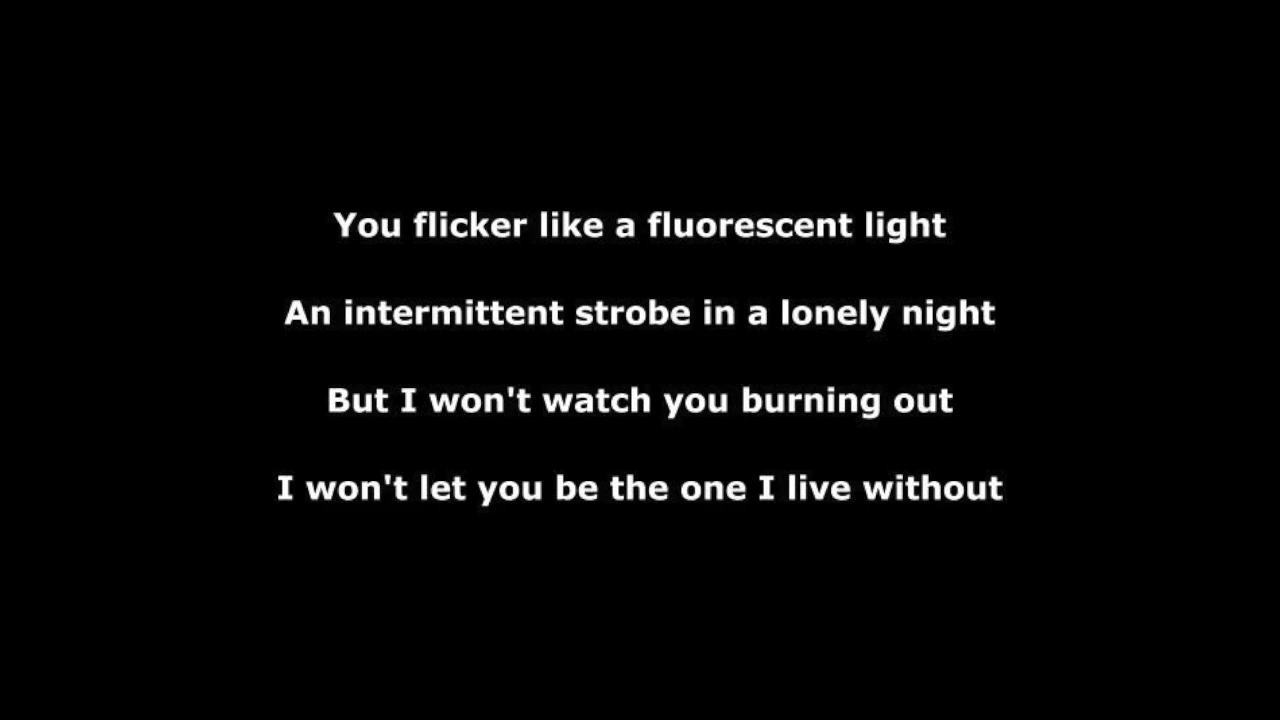 You flicker like a fluorescent light
An intermittent strobe in a lonely night
But I won't watch you burning out
I won't let you be the one I live without